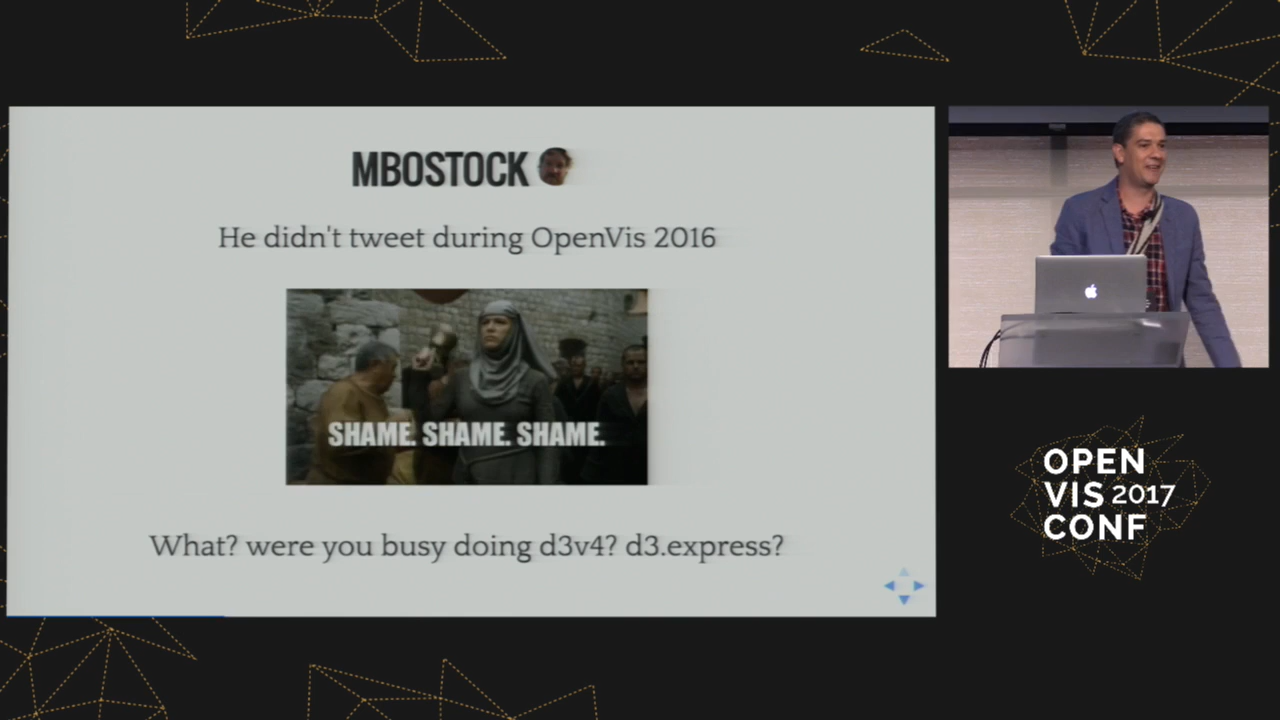 MBOSTOCK
He didn't tweet during OpenVis 2016
SHAME. SHAME. SHAME.
What? were you busy doing d3v4? d3.express?
OPEN
VIS 2017
CONF